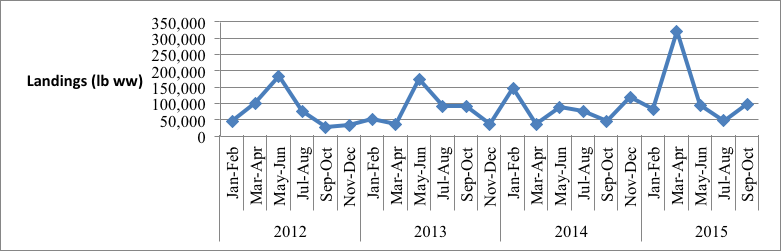 350,000
300,000
250,000
200,000
150,000
100,000
50,000
0
Landings (lb ww)
Jan-Feb
Mar-Apr
May-Jun
Jul-Aug
Sep-Oct
Nov-Dec
Jan-Feb
Mar-Apr
May-Jun
Jul-Aug
Sep-Oct
Nov-Dec
Jan-Feb
Mar-Apr
May-Jun
Jul-Aug
Sep-Oct
Nov-Dec
Jan-Feb
Mar-Apr
May-Jun
Jul-Aug
Sep-Oct
2012 2013 2014 2015